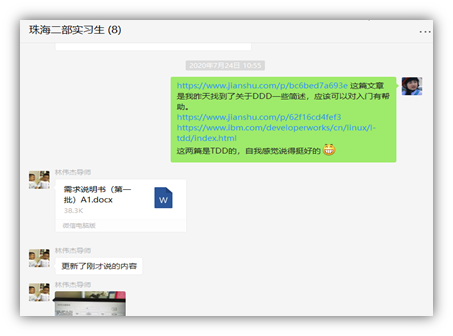 珠海二部实习生 (8)
2020年7月24日 10:55
https://www.jianshu.com/p/bc6bed7a693e 这篇文章
是我昨天找到了关于DDD一些简述，应该可以对入门有帮
助。
https://www.jianshu.com/p/62f16cd4fef3
https://www.ibm.com/developerworks/cn/linux/l-
tdd/index.html
这两篇是TDD的，自我感觉说得挺好的
林伟杰导师
需求说明书（第一
批）A1.docx
38.3K
W
微信电脑版
林伟杰导师
更新了刚才说的内容
林伟杰导师